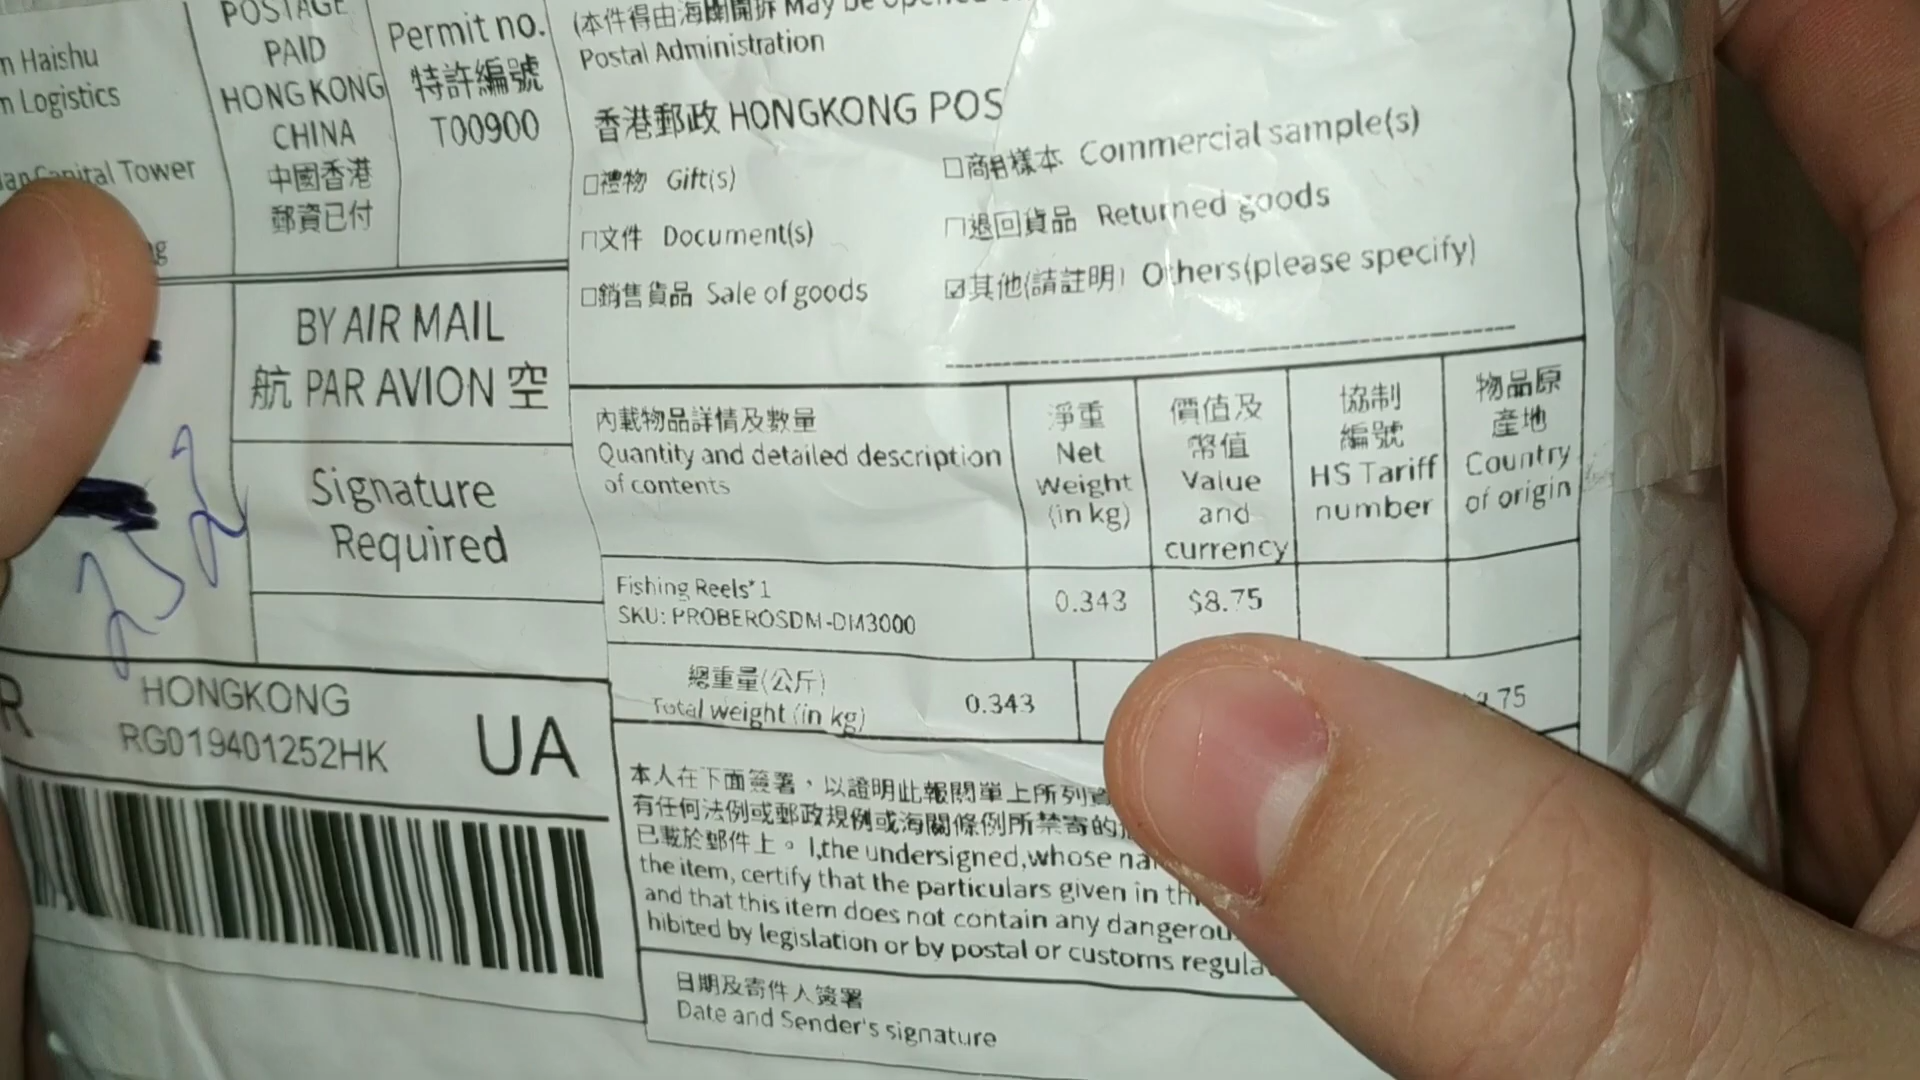 Haishu
Logistics
Capital Tower
POSTAGE
PAID
HONG KONG
CHINA
中國香港
郵資已付
Permit no.
特許編號
T00900
(本件得由海關開拆 May be
Postal Administration
香港郵政 HONGKONG POS
□禮物 Gift(s)
□商用樣本 Commercial sample(s)
□文件 Document(s)
□退回貨品 Returned goods
□銷售貨品 Sale of goods
☑其他(請註明) Others(please specify)
BY AIR MAIL
航 PAR AVION 空
Signature
Required
內載物品詳情及數量
Quantity and detailed description
of contents
淨重
Net
Weight
(in kg)
價值及
幣值
Value
and
currency
協制
編號
HS Tariff
number
物品原
產地
Country
of origin
Fishing Reels*1
SKU: PROBEROSDM-DM3000
0.343
$8.75
總重量(公斤)
Total weight (in kg)
0.343
.75
HONGKONG
RG019401252HK
UA
本人在下面簽署，以證明此報關單上所列
有任何法例或郵政規例或海關條例所禁寄的
已載於郵件上。I,the undersigned,whose
the item, certify that the particulars given in
and that this item does not contain any
hibited by legislation or by postal or customs
日期及寄件人簽署
Date and Sender's signature